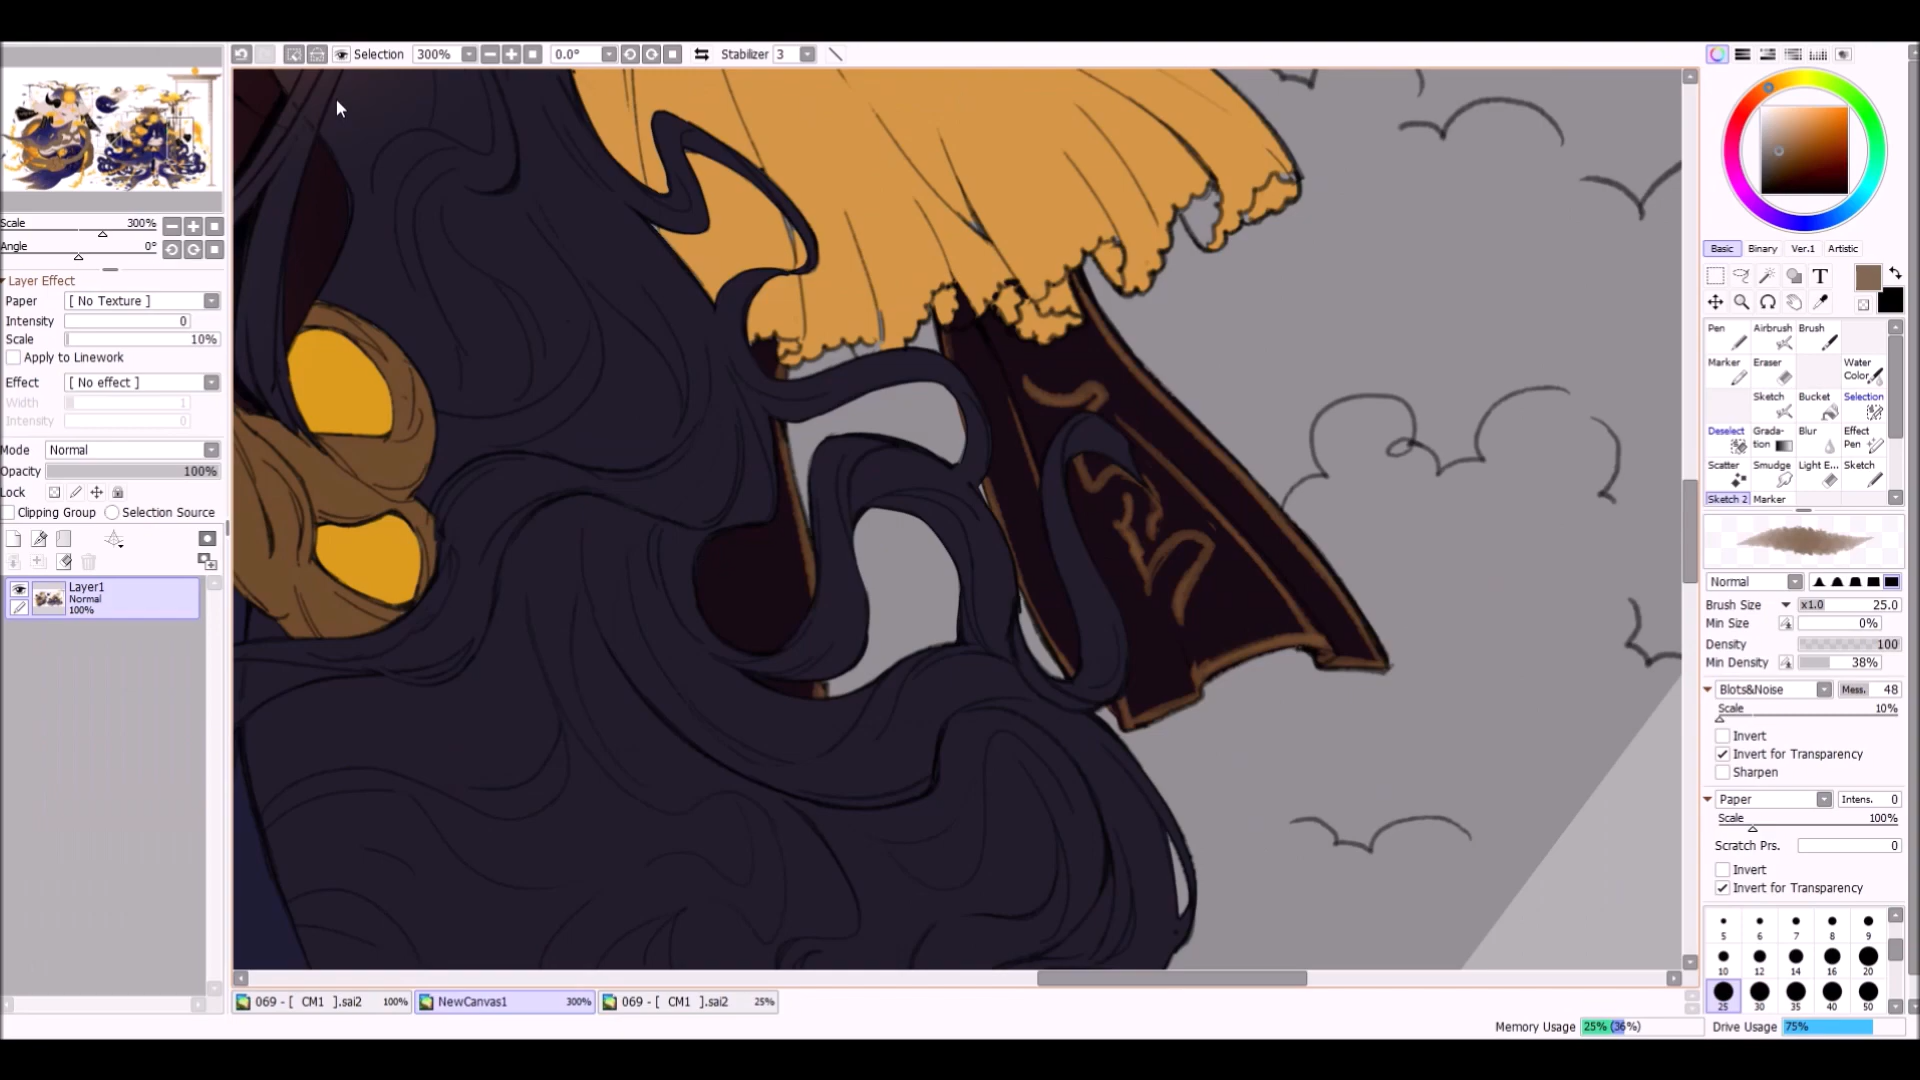 Selection 300% 0.0° Stabilizer 3
Scale 300%
Angle 0°
Layer Effect
Paper [ No Texture ]
Intensity 0
Scale 10%
Apply to Linework
Effect [ No effect ]
Width 1
Intensity 0
Mode Normal
Opacity 100%
Lock
Clipping Group Selection Source
Layer1
Normal
100%
Basic Binary Ver.1 Artistic
T
Pen Airbrush Brush
Marker Eraser Water Color
Sketch Bucket Selection
Deselect Grada-tion Blur Effect Pen
Scatter Smudge Light E... Sketch
Sketch 2 Marker
Normal
Brush Size x1.0 25.0
Min Size 0%
Density 100
Min Density 38%
Blots&Noise Mess. 48
Scale 10%
Invert
Invert for Transparency
Sharpen
Paper Intens. 0
Scale 100%
Scratch Prs. 0
Invert
Invert for Transparency
5 6 7 8 9
10 12 14 16 20
25 30 35 40 50
069 - [ CM1 ].sai2 100% NewCanvas1 300% 069 - [ CM1 ].sai2 25%
Memory Usage 25% (36%) Drive Usage 75%